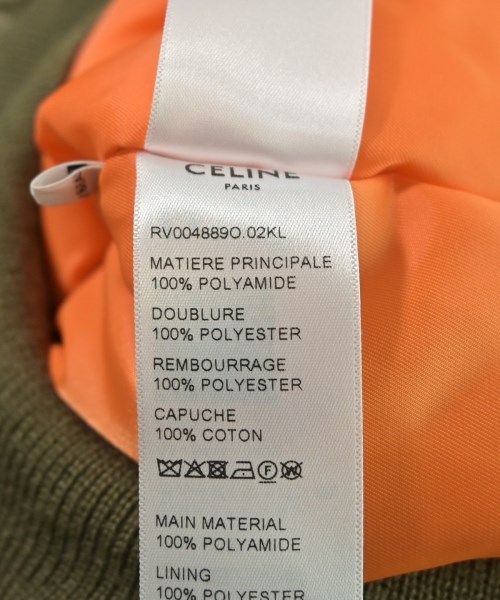 CELINE
PARIS
RV004889O.02KL
MATIERE PRINCIPALE
100% POLYAMIDE
DOUBLURE
100% POLYESTER
REMBOURRAGE
100% POLYESTER
CAPUCHE
100% COTON
MAIN MATERIAL
100% POLYAMIDE
LINING
100% POLYESTER